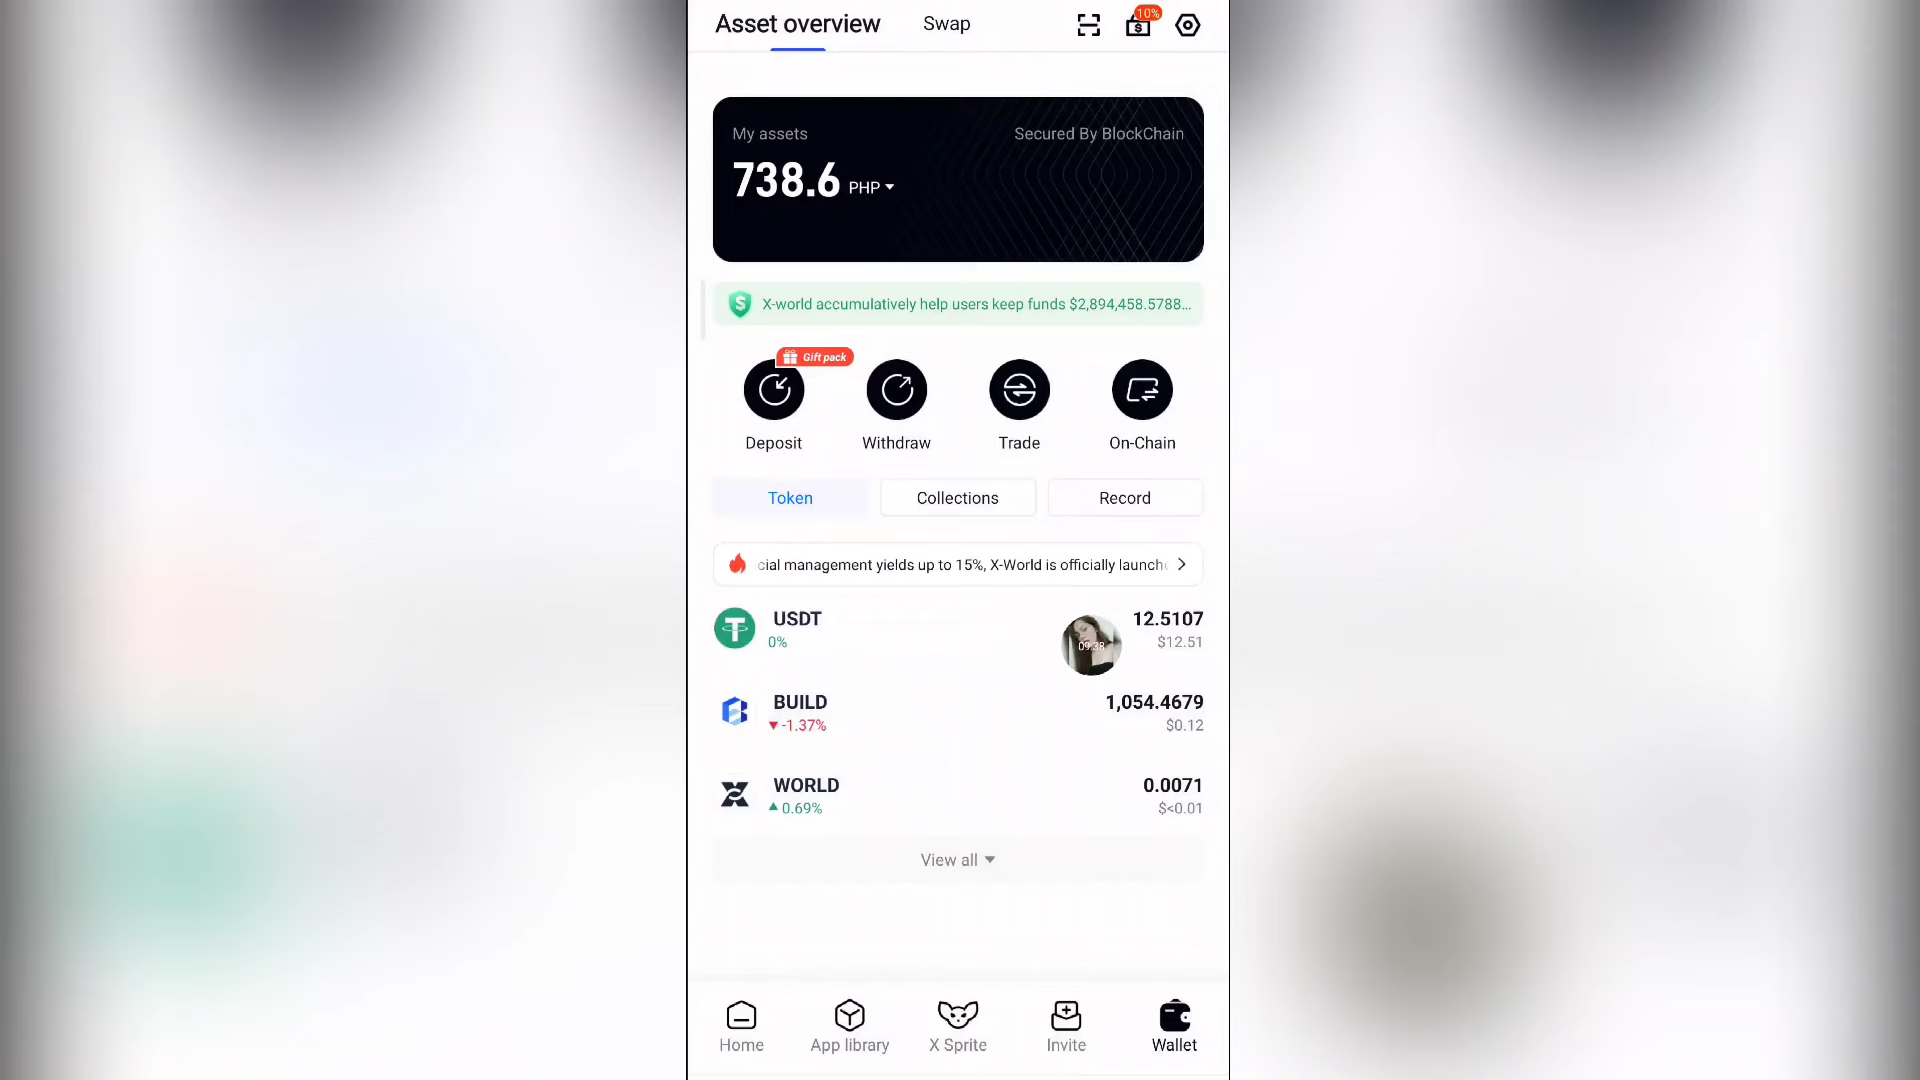 Asset overview
Swap
10%
My assets
Secured By BlockChain
738.6 PHP
X-world accumulatively help users keep funds $2,894,458.5788...
Gift pack
Deposit
Withdraw
Trade
On-Chain
Token
Collections
Record
cial management yields up to 15%, X-World is officially launche
USDT
12.5107
0%
$12.51
09:38
BUILD
1,054.4679
-1.37%
$0.12
WORLD
0.0071
0.69%
$<0.01
View all
Home
App library
X Sprite
Invite
Wallet